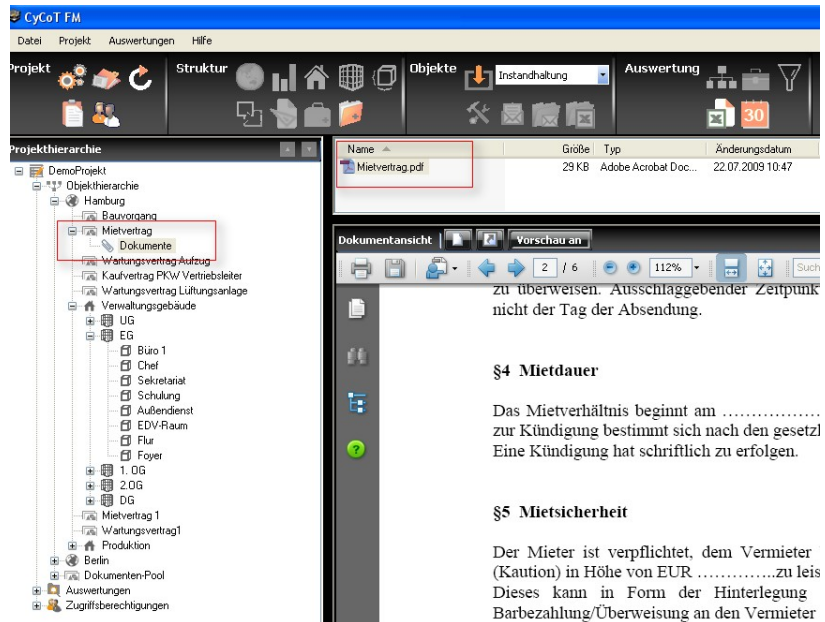 CyCoT FM
Datei Projekt Auswertungen Hilfe
Projekt Struktur Objekte Instandhaltung Auswertung
30
Projekthierarchie
DemoProjekt
Objekthierarchie
Hamburg
Bauvorgang
Mietvertrag
Dokumente
Wartungsvertrag Aufzug
Kaufvertrag PKW Vertriebsleiter
Wartungsvertrag Lüftungsanlage
Verwaltungsgebäude
UG
EG
Büro 1
Chef
Sekretariat
Schulung
Außendienst
EDV-Raum
Flur
Foyer
1. OG
2.OG
DG
Mietvertrag 1
Wartungsvertrag1
Produktion
Berlin
Dokumenten-Pool
Auswertungen
Zugriffsberechtigungen
Name Größe Typ Änderungsdatum
Mietvertrag.pdf 29 KB Adobe Acrobat Doc... 22.07.2009 10:47
Dokumentansicht Vorschau an
2 / 6 112% Such
zu überweisen. Ausschlaggebender Zeitpunk
nicht der Tag der Absendung.
§4 Mietdauer
Das Mietverhältnis beginnt am ……………….
zur Kündigung bestimmt sich nach den gesetzl
Eine Kündigung hat schriftlich zu erfolgen.
§5 Mietsicherheit
Der Mieter ist verpflichtet, dem Vermieter
(Kaution) in Höhe von EUR …………..zu leis
Dieses kann in Form der Hinterlegung
Barbezahlung/Überweisung an den Vermieter